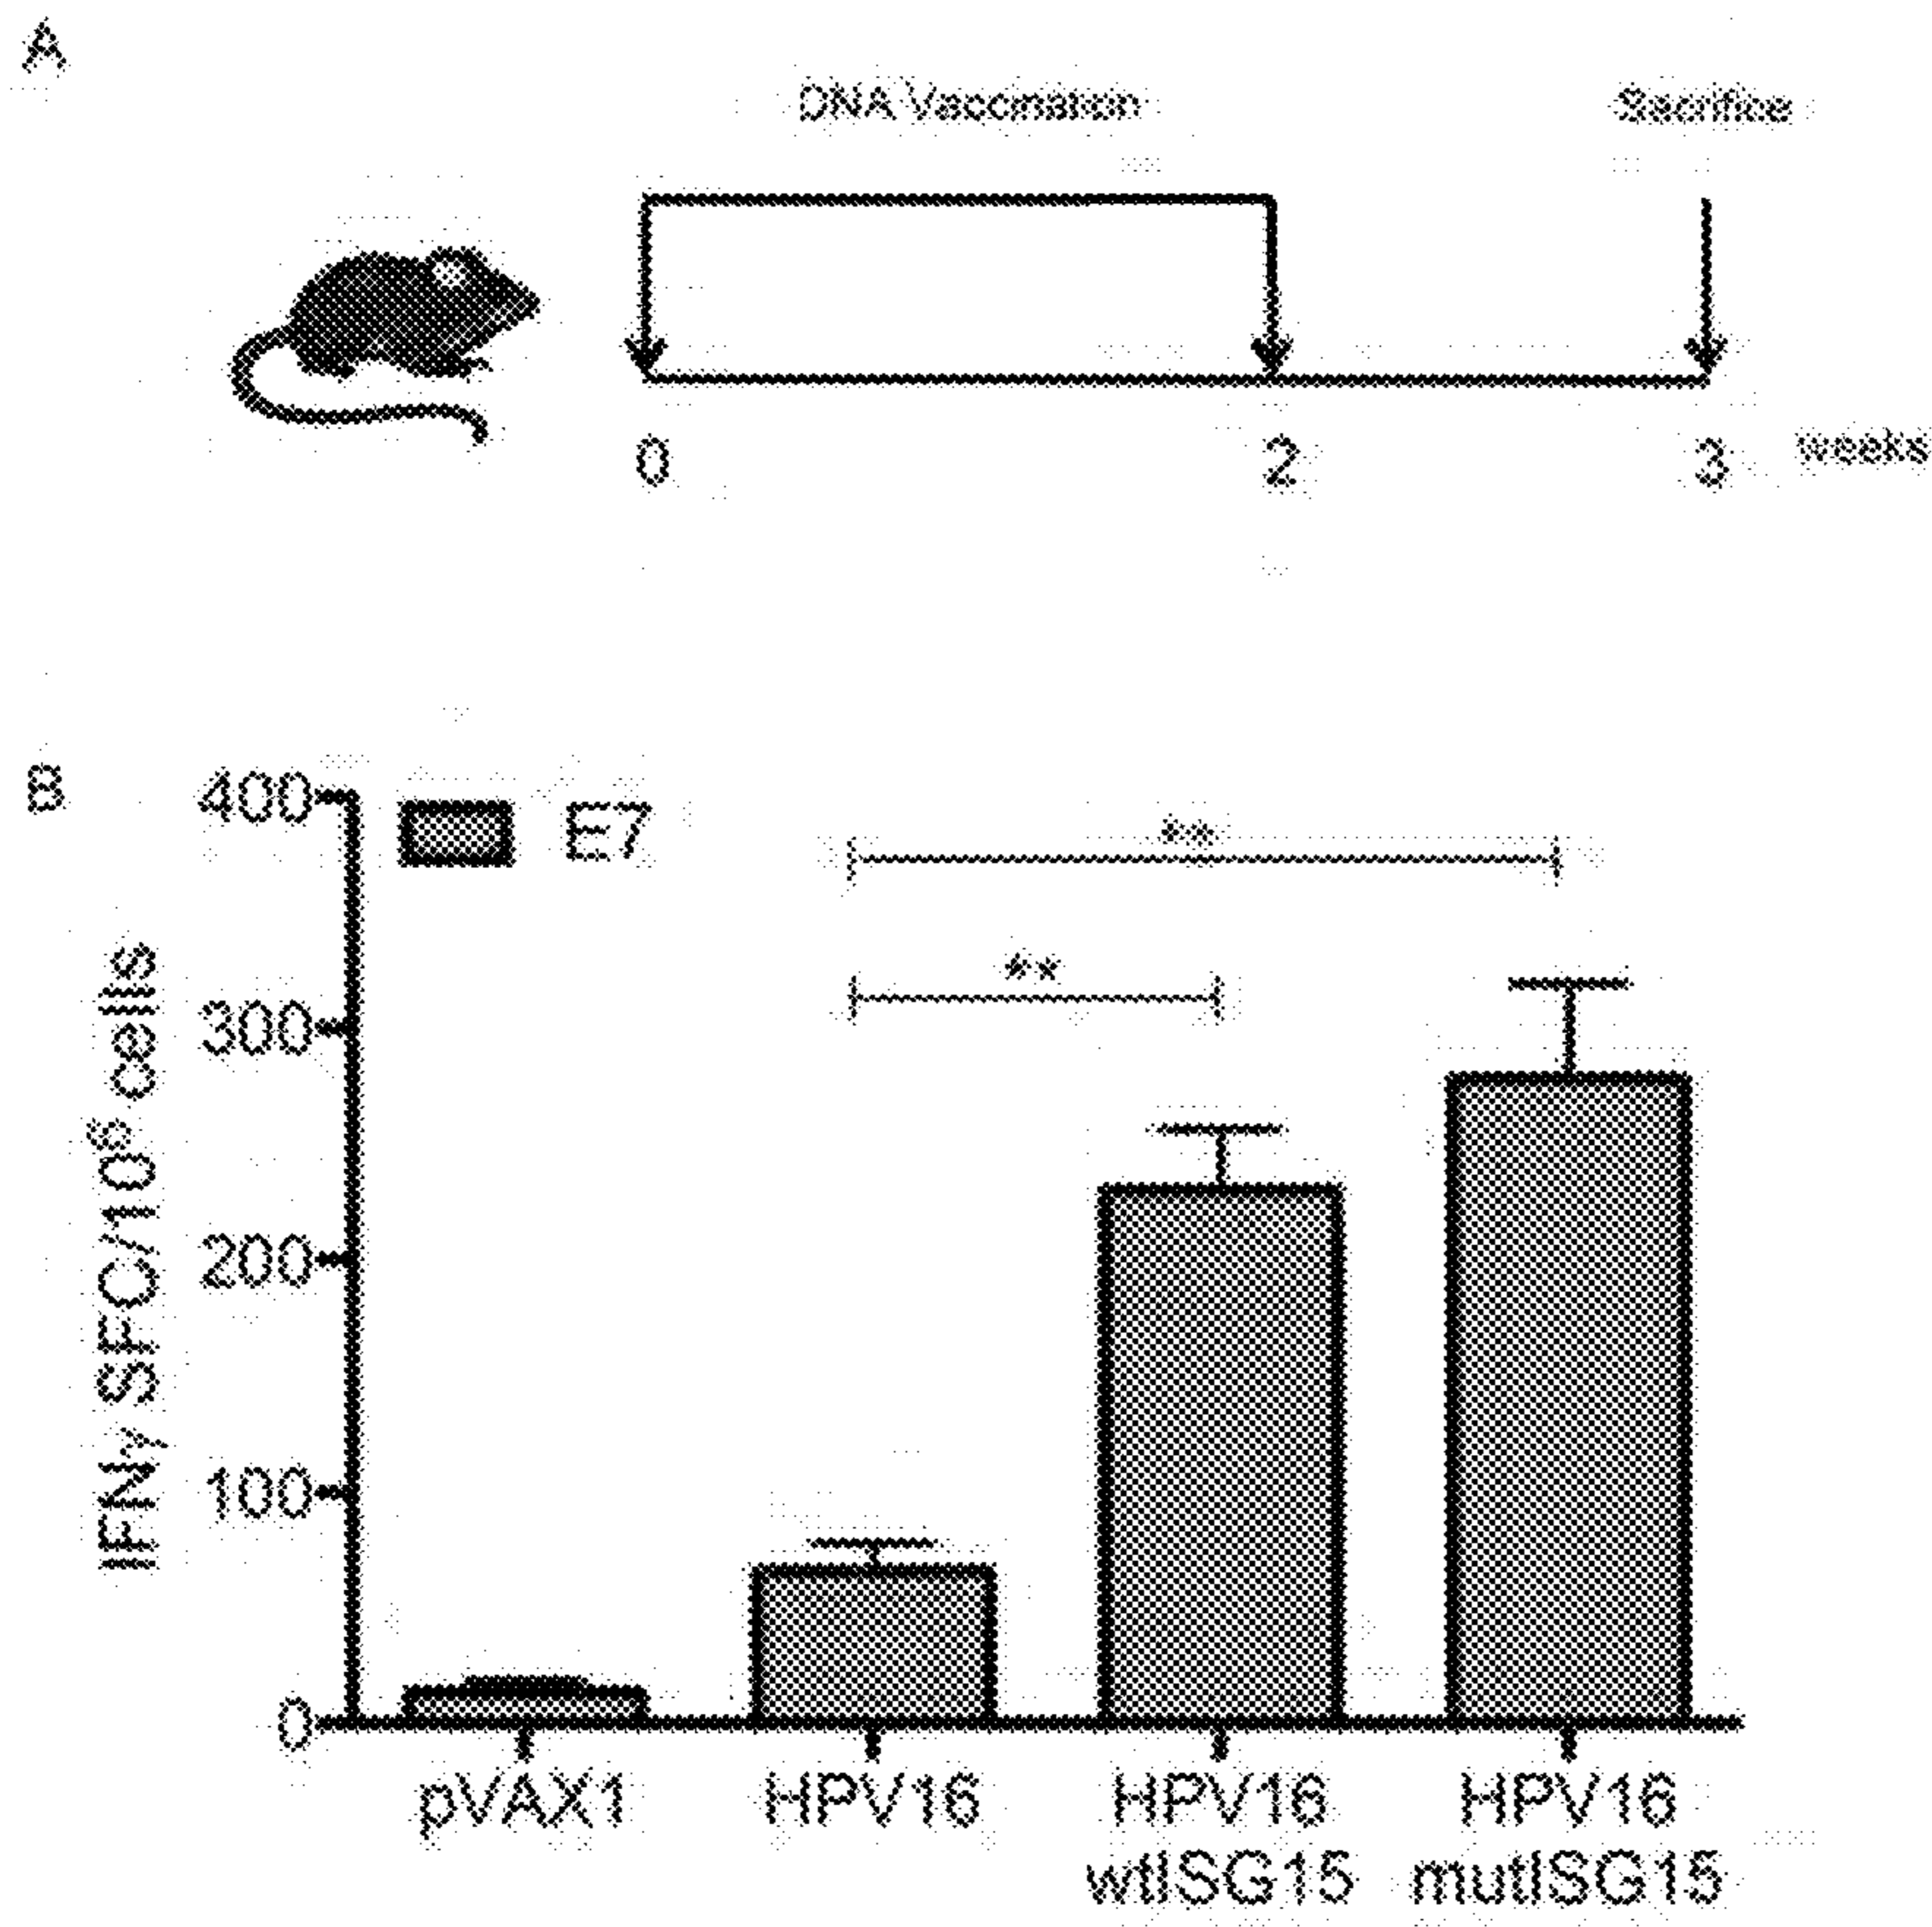 A
DNA Vaccination
Sacrifice
0 2 3 weeks
B
400
300
200
100
0
E7
**
**
IFNγ SFC/10⁶ cells
pVAX1 HPV16 HPV16 HPV16
wtISG15 mutISG15